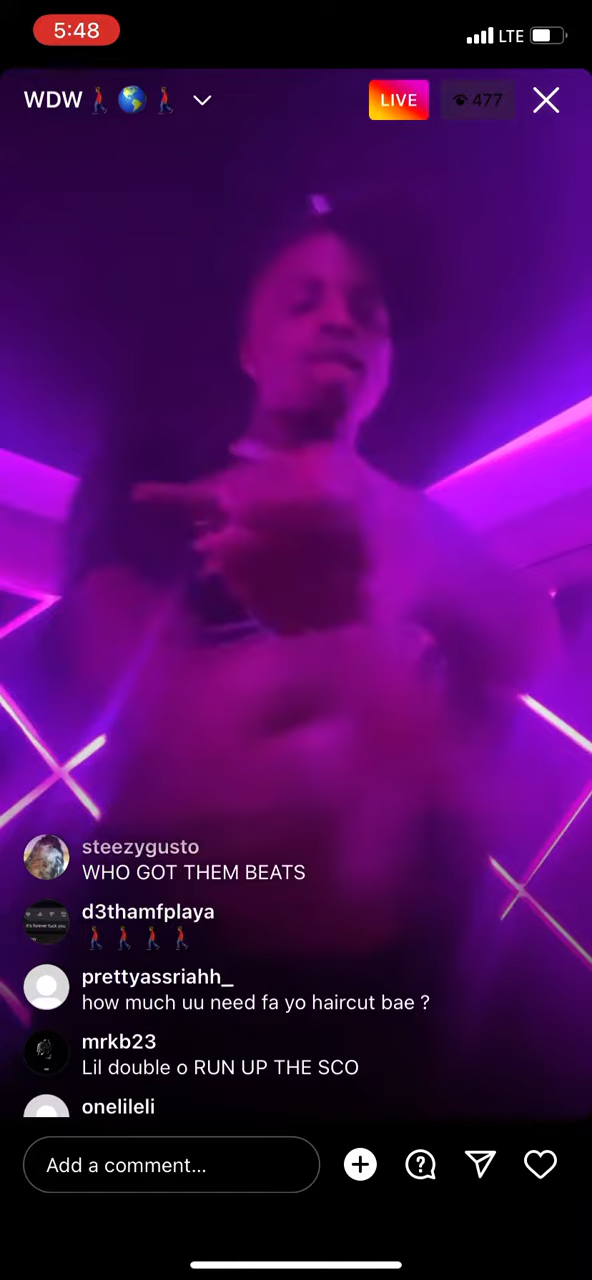 5:48
LTE
WDW🚶🏿‍♂️🌎🚶🏿‍♂️
LIVE
477
steezygusto
WHO GOT THEM BEATS
d3thamfplaya
🚶🏿‍♂️🚶🏿‍♂️🚶🏿‍♂️🚶🏿‍♂️
prettyassriahh_
how much uu need fa yo haircut bae ?
mrkb23
Lil double o RUN UP THE SCO
onelileli
Add a comment...